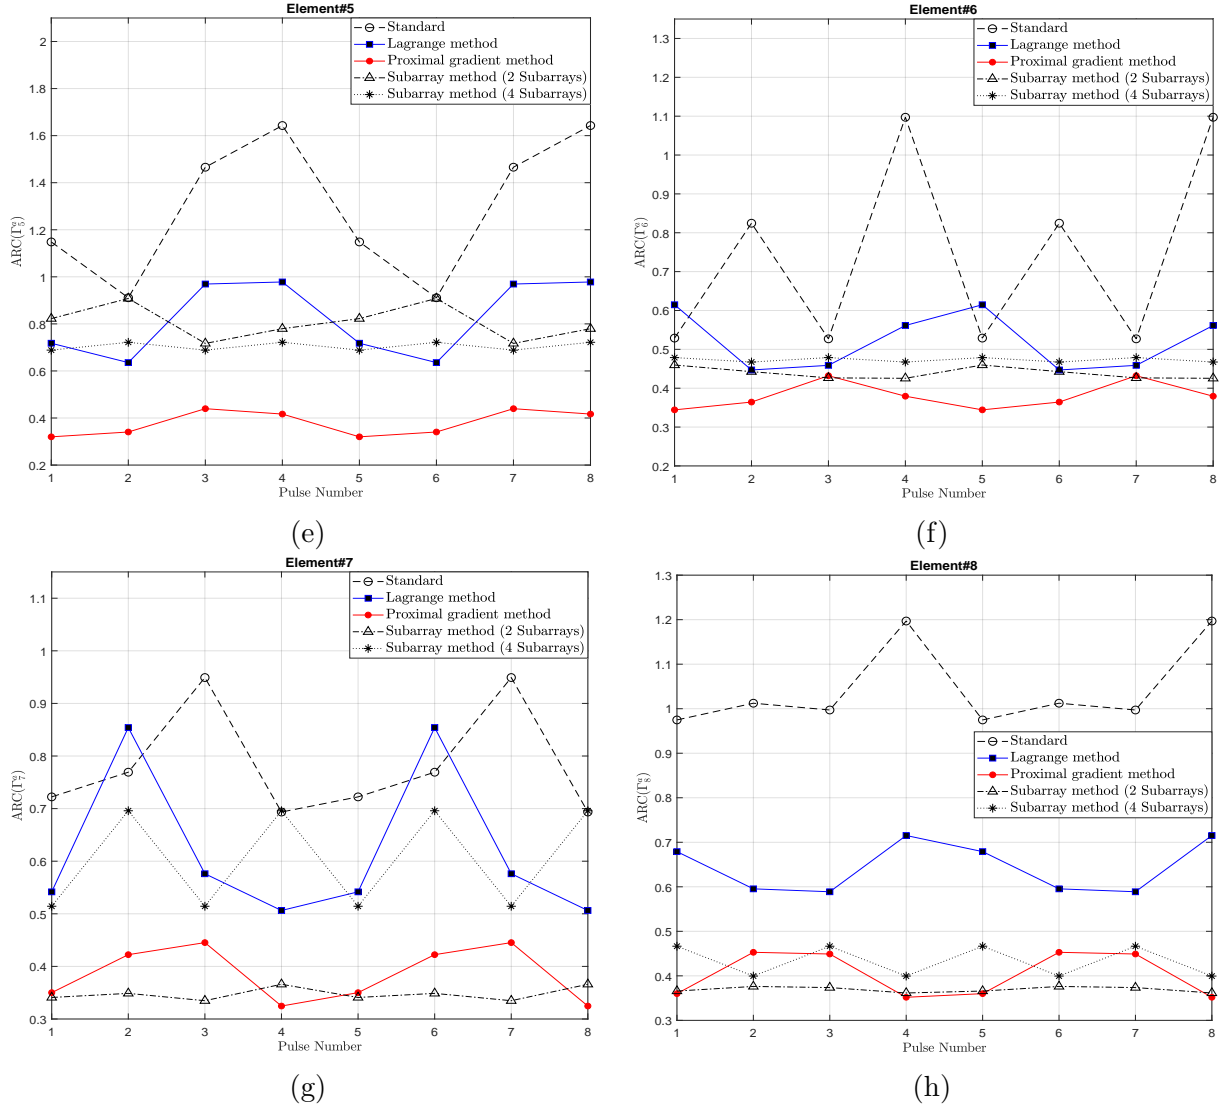 Element#5
Standard
Lagrange method
Proximal gradient method
Subarray method (2 Subarrays)
Subarray method (4 Subarrays)
2
1.8
1.6
1.4
1.2
1
0.8
0.6
0.4
0.2
ARC(Γ₅ᵃ)
1 2 3 4 5 6 7 8
Pulse Number
(e)
Element#6
Standard
Lagrange method
Proximal gradient method
Subarray method (2 Subarrays)
Subarray method (4 Subarrays)
1.3
1.2
1.1
1
0.9
0.8
0.7
0.6
0.5
0.4
0.3
0.2
ARC(Γ₆ᵃ)
1 2 3 4 5 6 7 8
Pulse Number
(f)
Element#7
Standard
Lagrange method
Proximal gradient method
Subarray method (2 Subarrays)
Subarray method (4 Subarrays)
1.1
1
0.9
0.8
0.7
0.6
0.5
0.4
0.3
ARC(Γ₇ᵃ)
1 2 3 4 5 6 7 8
Pulse Number
(g)
Element#8
1.3
1.2
1.1
1
0.9
0.8
0.7
0.6
0.5
0.4
0.3
ARC(Γ₈ᵃ)
Standard
Lagrange method
Proximal gradient method
Subarray method (2 Subarrays)
Subarray method (4 Subarrays)
1 2 3 4 5 6 7 8
Pulse Number
(h)